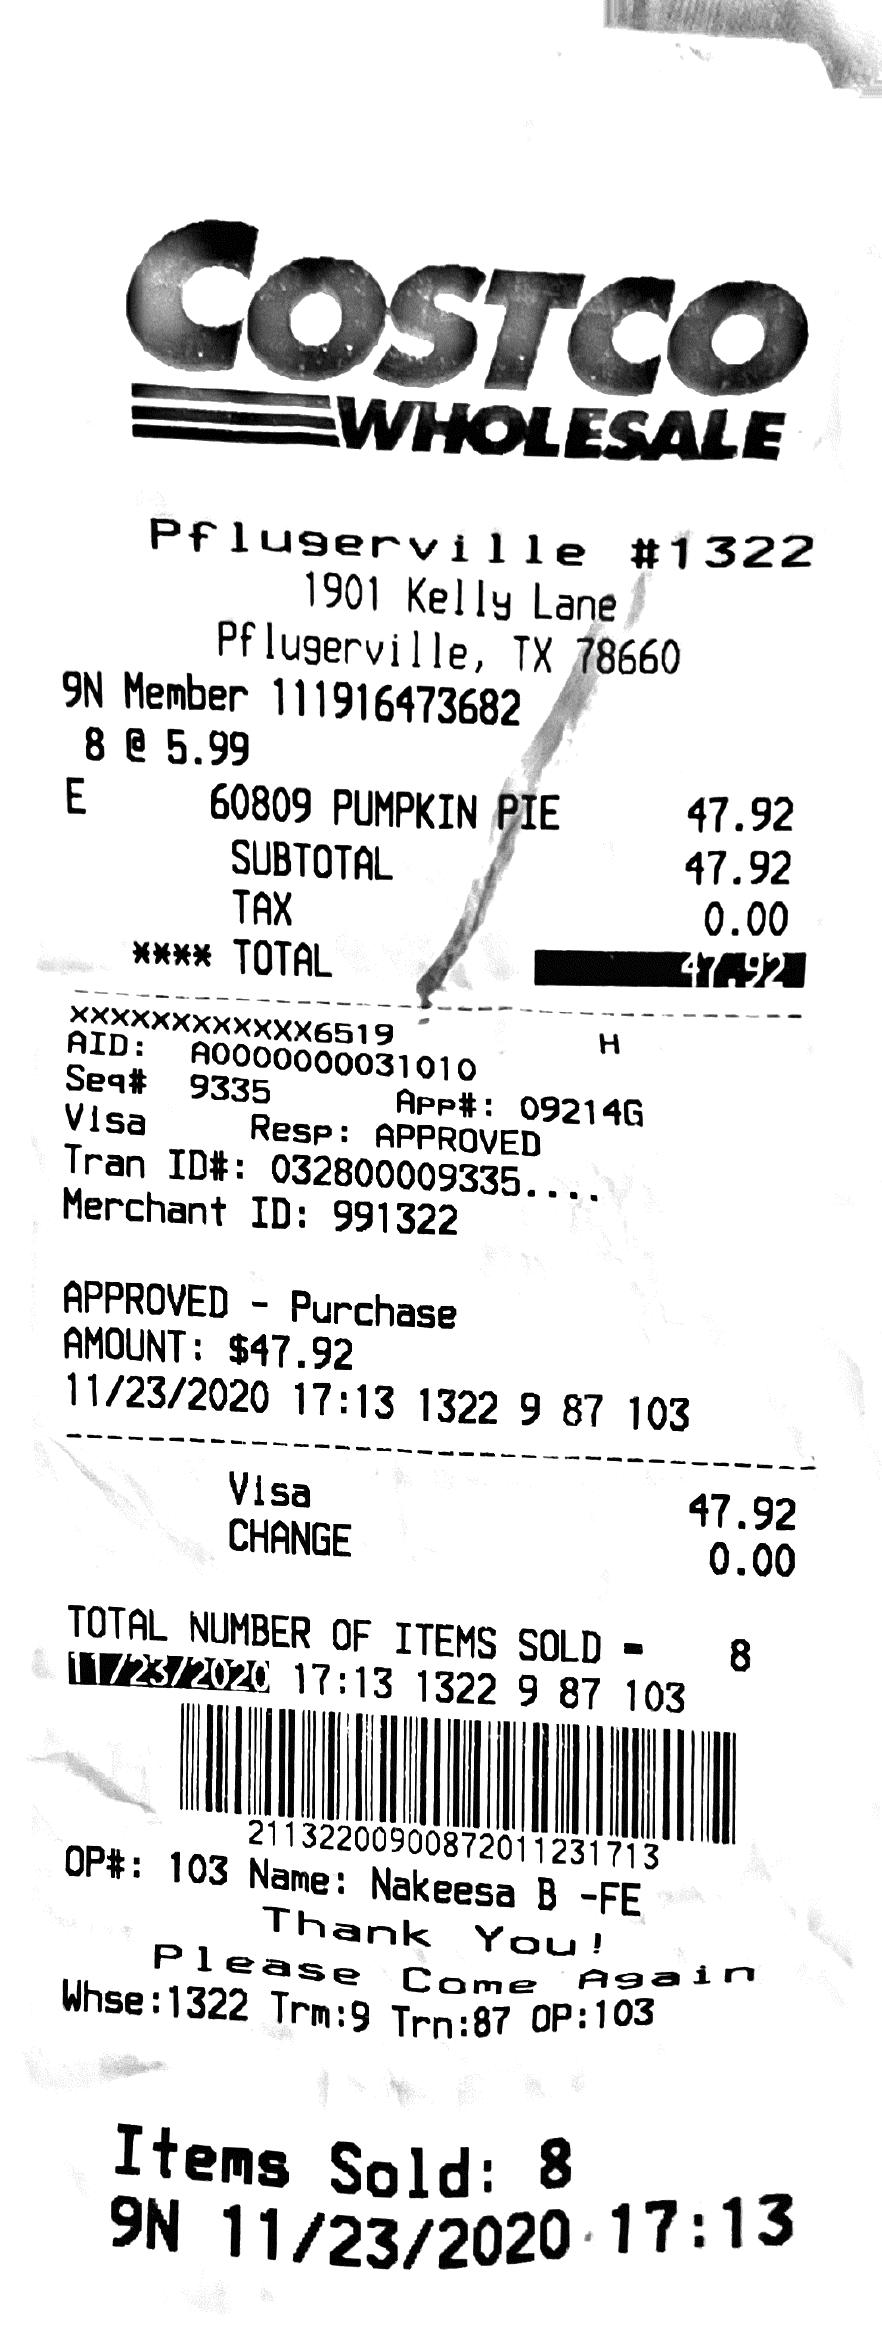 COSTCO
WHOLESALE
Pflugerville #1322
1901 Kelly Lane
Pflugerville, TX 78660
9N Member 111916473682
8 @ 5.99
E 60809 PUMPKIN PIE 47.92
SUBTOTAL 47.92
TAX 0.00
**** TOTAL 47.92
XXXXXXXXXXXX6519 H
AID: A0000000031010
Seq# 9335 App#: 09214G
Visa Resp: APPROVED
Tran ID#: 032800009335....
Merchant ID: 991322
APPROVED - Purchase
AMOUNT: $47.92
11/23/2020 17:13 1322 9 87 103
Visa 47.92
CHANGE 0.00
TOTAL NUMBER OF ITEMS SOLD = 8
11/23/2020 17:13 1322 9 87 103
21132200900872011231713
OP#: 103 Name: Nakeesa B -FE
Thank You!
Please Come Again
Whse:1322 Trm:9 Trn:87 OP:103
Items Sold: 8
9N 11/23/2020 17:13